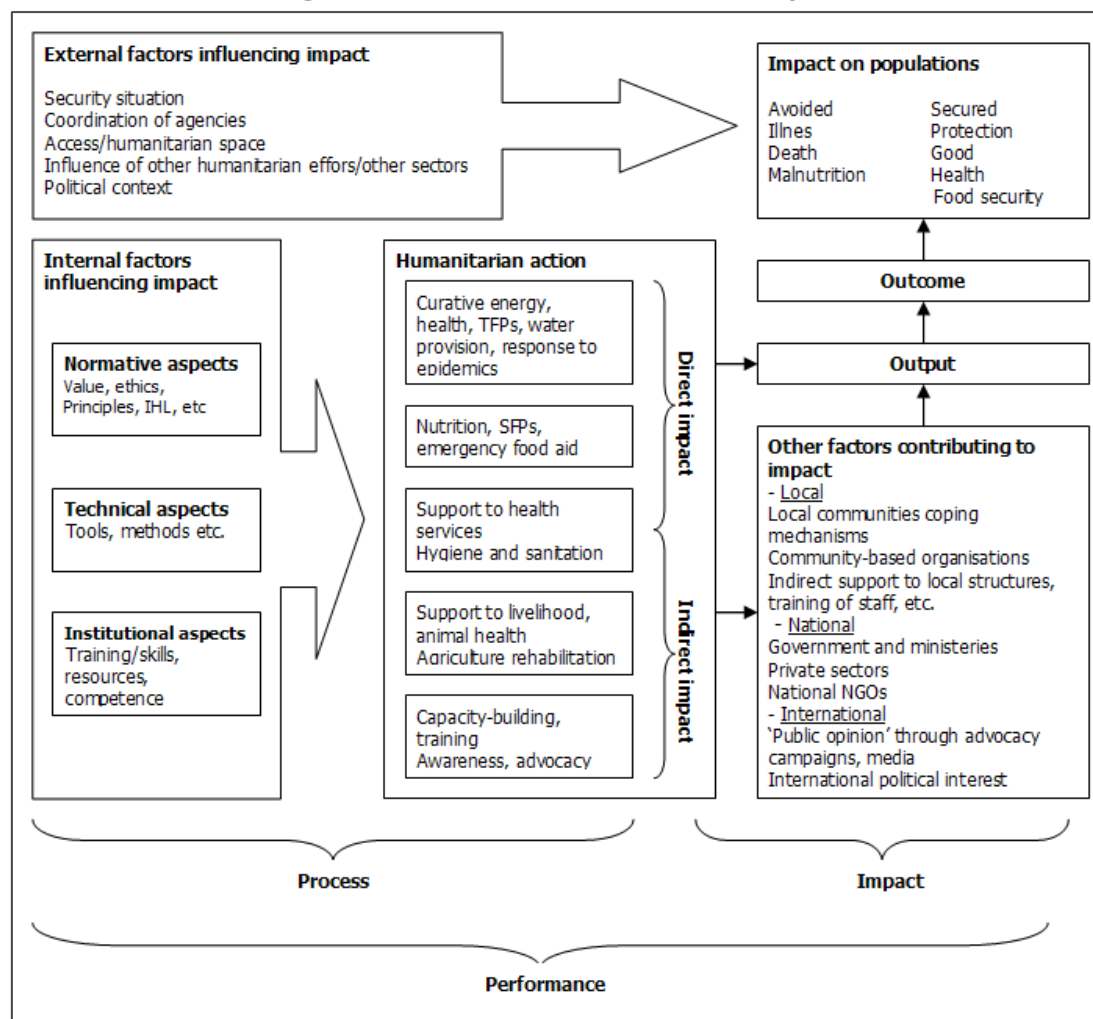 External factors influencing impact
Security situation
Coordination of agencies
Access/humanitarian space
Influence of other humanitarian effors/other sectors
Political context
Impact on populations
Avoided Secured
Illnes Protection
Death Good
Malnutrition Health
Food security
Internal factors
influencing impact
Normative aspects
Value, ethics,
Principles, IHL, etc
Technical aspects
Tools, methods etc.
Institutional aspects
Training/skills,
resources,
competence
Humanitarian action
Curative energy,
health, TFPs, water
provision, response to
epidemics
Nutrition, SFPs,
emergency food aid
Support to health
services
Hygiene and sanitation
Support to livelihood,
animal health
Agriculture rehabilitation
Capacity-building,
training
Awareness, advocacy
Direct impact
Indirect impact
Outcome
Output
Other factors contributing to
impact
- Local
Local communities coping
mechanisms
Community-based organisations
Indirect support to local structures,
training of staff, etc.
- National
Government and ministeries
Private sectors
National NGOs
- International
‘Public opinion’ through advocacy
campaigns, media
International political interest
Process
Impact
Performance